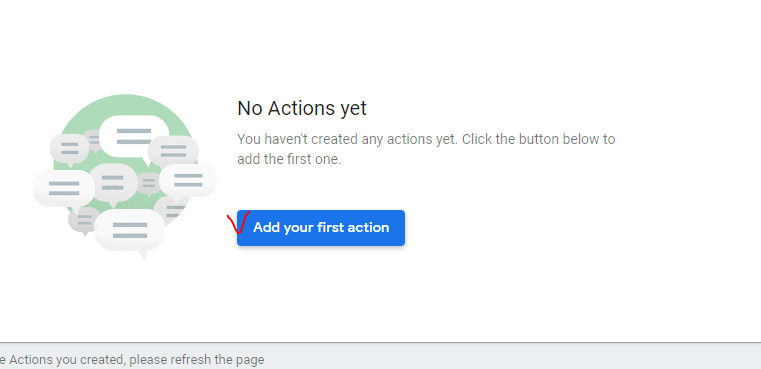 No Actions yet
You haven't created any actions yet. Click the button below to
add the first one.
Add your first action
e Actions you created, please refresh the page